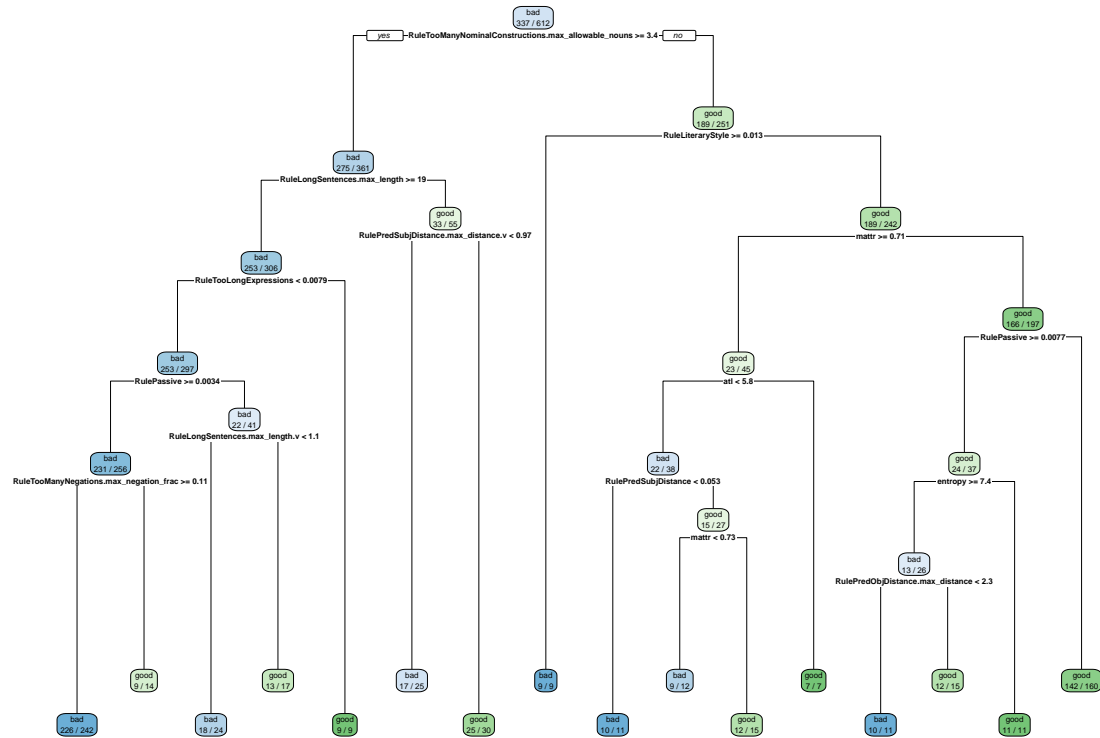 bad
337 / 612
yes RuleTooManyNominalConstructions.max_allowable_nouns >= 3.4 no
good
189 / 251
RuleLiteraryStyle >= 0.013
bad
275 / 361
RuleLongSentences.max_length >= 19
good
33 / 55
RulePredSubjDistance.max_distance.v < 0.97
good
189 / 242
mattr >= 0.71
bad
253 / 306
RuleTooLongExpressions < 0.0079
good
166 / 197
RulePassive >= 0.0077
bad
253 / 297
RulePassive >= 0.0034
good
23 / 45
atl < 5.8
bad
22 / 41
RuleLongSentences.max_length.v < 1.1
bad
231 / 256
RuleTooManyNegations.max_negation_frac >= 0.11
bad
22 / 38
RulePredSubjDistance < 0.053
good
24 / 37
entropy >= 7.4
good
15 / 27
mattr < 0.73
bad
13 / 26
RulePredObjDistance.max_distance < 2.3
good
9 / 14
good
13 / 17
bad
17 / 25
bad
9 / 9
bad
9 / 12
good
7 / 7
good
12 / 15
good
142 / 160
bad
226 / 242
bad
18 / 24
good
9 / 9
good
25 / 30
bad
10 / 11
good
12 / 15
bad
10 / 11
good
11 / 11